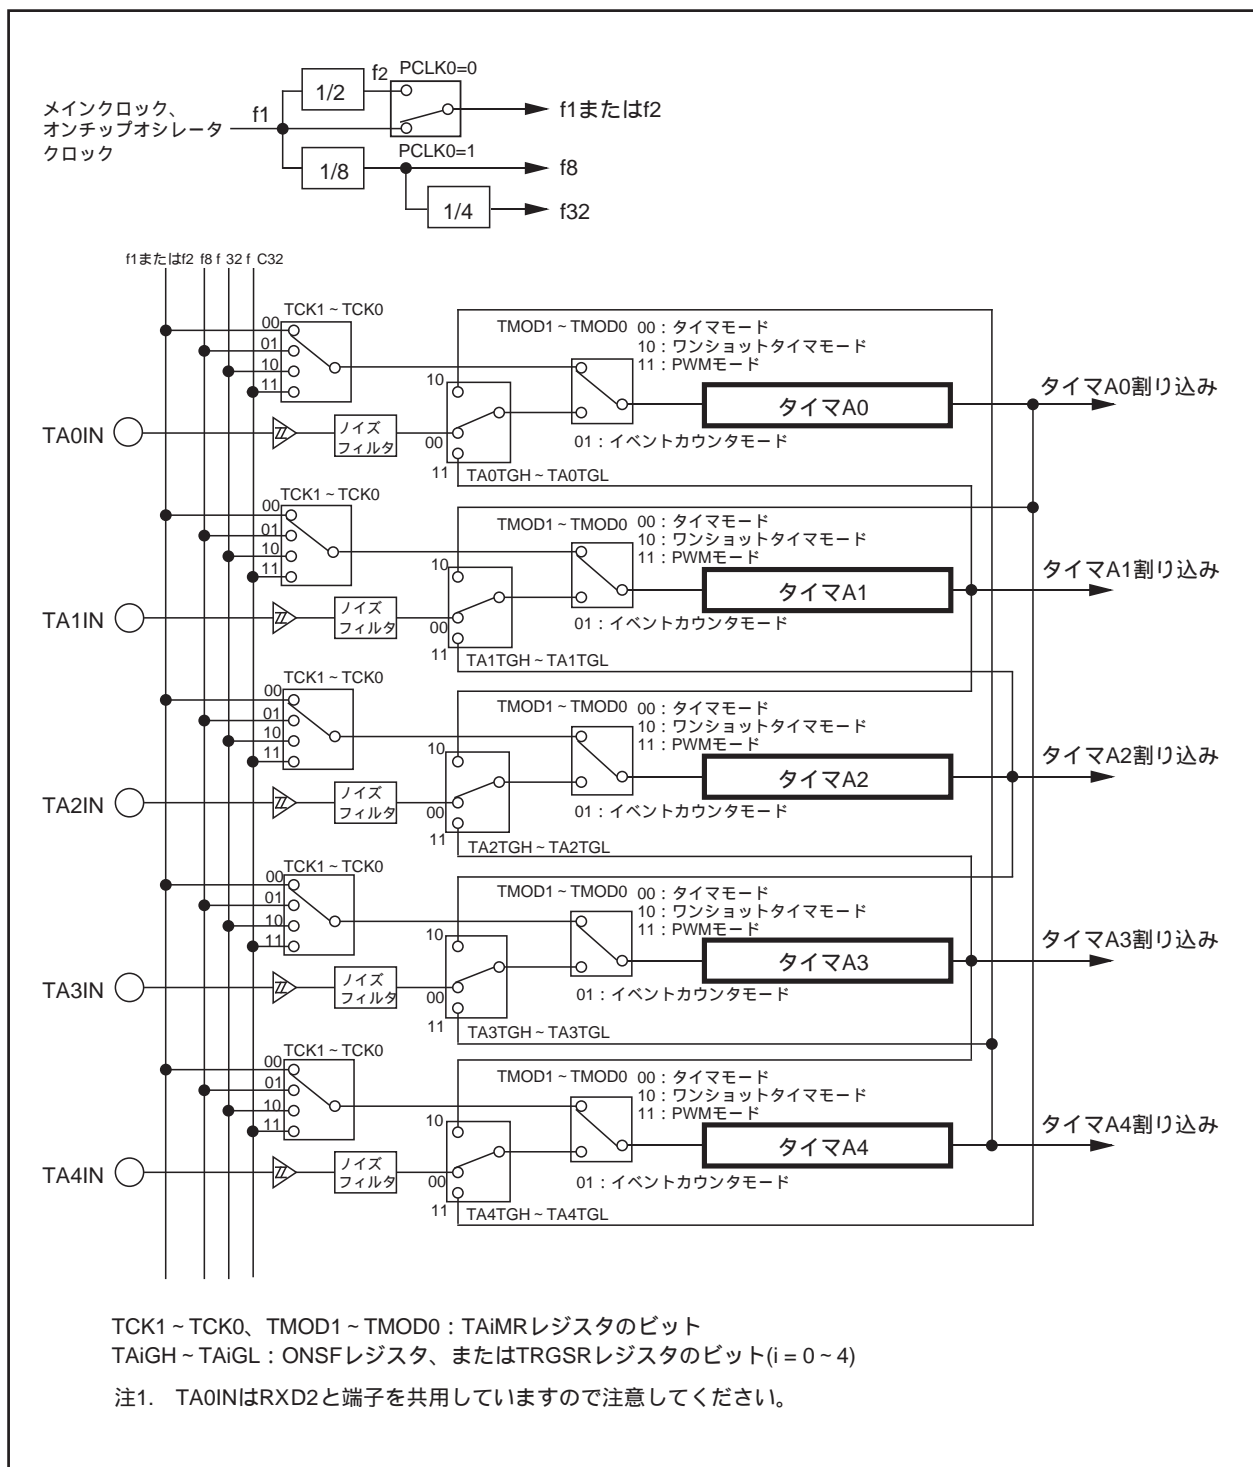 f2 PCLK0=0
1/2
メインクロック、
オンチップオシレータ
クロック
f1
f1またはf2
PCLK0=1
1/8
f8
1/4
f32
f1またはf2 f8 f 32 f C32
TCK1~TCK0
00
01
10
11
TMOD1~TMOD0 00:タイマモード
10:ワンショットタイマモード
11:PWMモード
10
タイマA0
タイマA0割り込み
TA0IN
ノイズ
フィルタ
00
01:イベントカウンタモード
11
TA0TGH~TA0TGL
TCK1~TCK0
00
01
10
11
TMOD1~TMOD0 00:タイマモード
10:ワンショットタイマモード
11:PWMモード
10
タイマA1
タイマA1割り込み
TA1IN
ノイズ
フィルタ
00
01:イベントカウンタモード
11
TA1TGH~TA1TGL
TCK1~TCK0
00
01
10
11
TMOD1~TMOD0 00:タイマモード
10:ワンショットタイマモード
11:PWMモード
10
タイマA2
タイマA2割り込み
TA2IN
ノイズ
フィルタ
00
01:イベントカウンタモード
11
TA2TGH~TA2TGL
TCK1~TCK0
00
01
10
11
TMOD1~TMOD0 00:タイマモード
10:ワンショットタイマモード
11:PWMモード
10
タイマA3
タイマA3割り込み
TA3IN
ノイズ
フィルタ
00
01:イベントカウンタモード
11
TA3TGH~TA3TGL
TCK1~TCK0
00
01
10
11
TMOD1~TMOD0 00:タイマモード
10:ワンショットタイマモード
11:PWMモード
10
タイマA4
タイマA4割り込み
TA4IN
ノイズ
フィルタ
00
01:イベントカウンタモード
11
TA4TGH~TA4TGL
TCK1~TCK0、TMOD1~TMOD0:TAiMRレジスタのビット
TAiGH~TAiGL:ONSFレジスタ、またはTRGSRレジスタのビット(i = 0~4)
注1. TA0INはRXD2と端子を共用していますので注意してください。